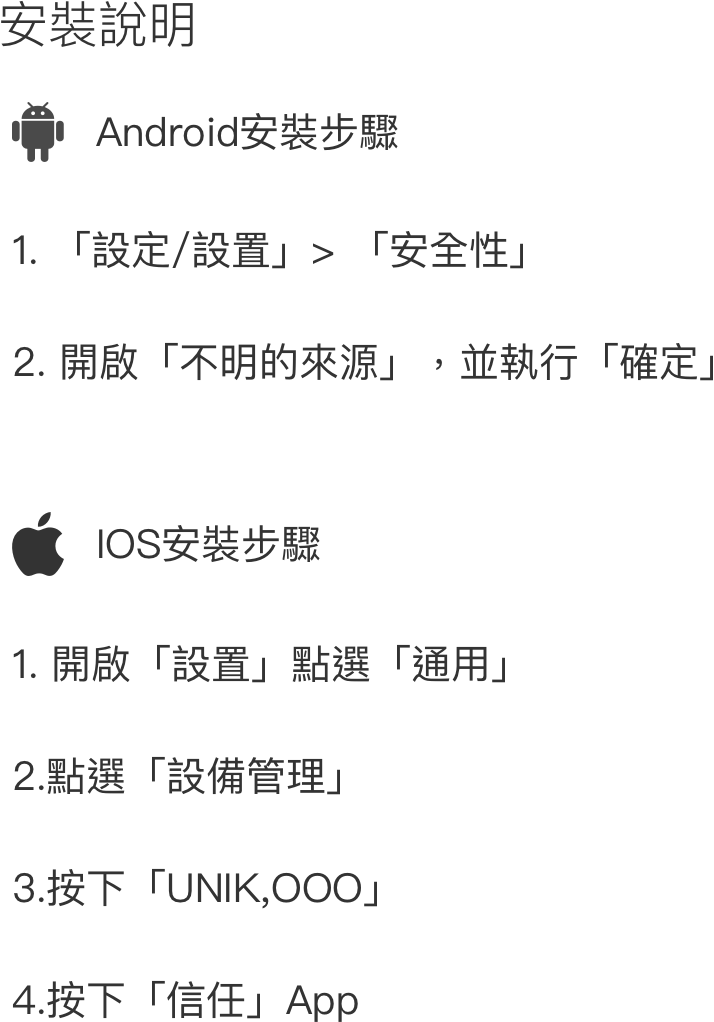 安裝說明
Android安裝步驟
1. 「設定/設置」> 「安全性」
2. 開啟「不明的來源」，並執行「確定」
IOS安裝步驟
1. 開啟「設置」點選「通用」
2.點選「設備管理」
3.按下「UNIK,OOO」
4.按下「信任」App